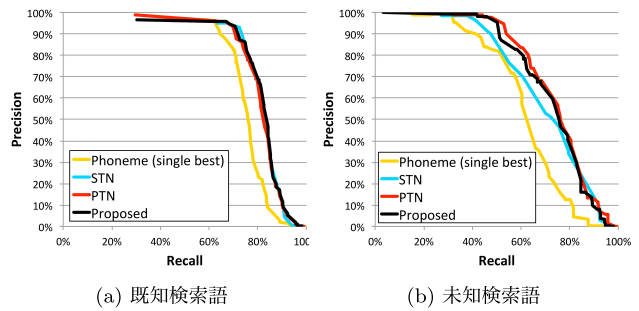 100%
90%
80%
70%
60%
50%
40%
30%
20%
10%
0%
Precision
Phoneme (single best)
STN
PTN
Proposed
0% 20% 40% 60% 80% 100
Recall
(a) 既知検索語
100%
90%
80%
70%
60%
50%
40%
30%
20%
10%
0%
Precision
Phoneme (single best)
STN
PTN
Proposed
0% 20% 40% 60% 80% 100%
Recall
(b) 未知検索語